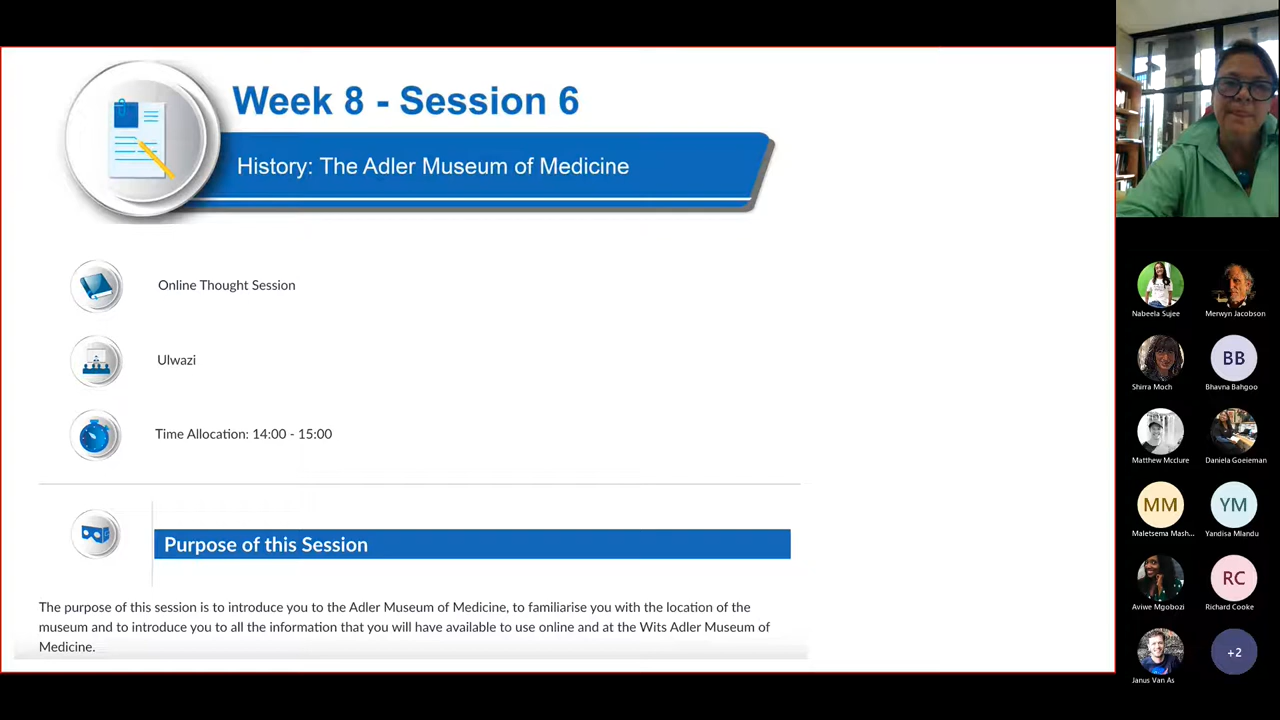 Week 8 - Session 6
History: The Adler Museum of Medicine
Online Thought Session
Ulwazi
Time Allocation: 14:00 - 15:00
Purpose of this Session
The purpose of this session is to introduce you to the Adler Museum of Medicine, to familiarise you with the location of the
museum and to introduce you to all the information that you will have available to use online and at the Wits Adler Museum of
Medicine.
Nabeela Sujee
Merwyn Jacobson
Shirra Moch
BB
Bhavna Bahgoo
Matthew Mcclure
Daniela Goeieman
MM
Maletsema Mash...
YM
Yandisa Mlandu
Aviwe Mgobozi
RC
Richard Cooke
Janus Van As
+2